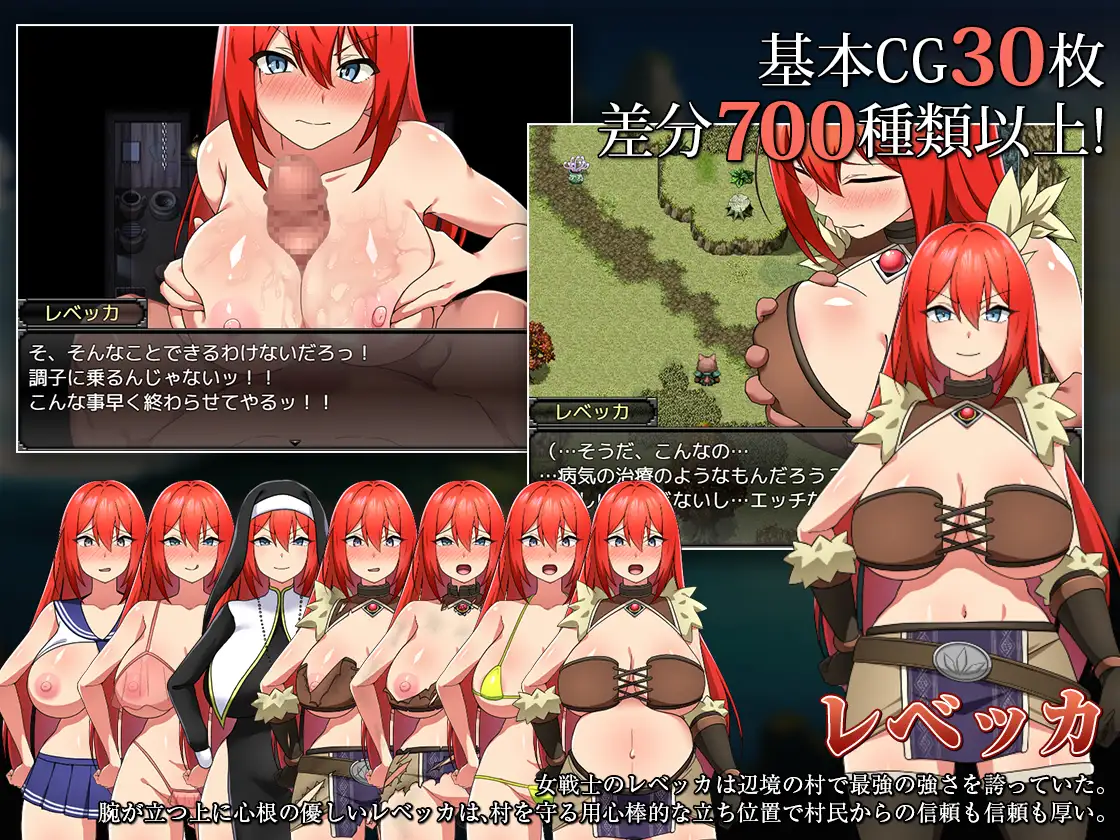 基本CG30枚
差分700種類以上!
レベッカ
そ、そんなことできるわけないだろっ！
調子に乗るんじゃないッ！！
こんな事早く終わらせてやるッ！！
レベッカ
（…そうだ、こんなの…
…病気の治療のようなもんだろう
ないし…エッチな
レベッカ
女戦士のレベッカは辺境の村で最強の強さを誇っていた。
腕が立つ上に心根の優しいレベッカは、村を守る用心棒的な立ち位置で村民からの信頼も信頼も厚い。